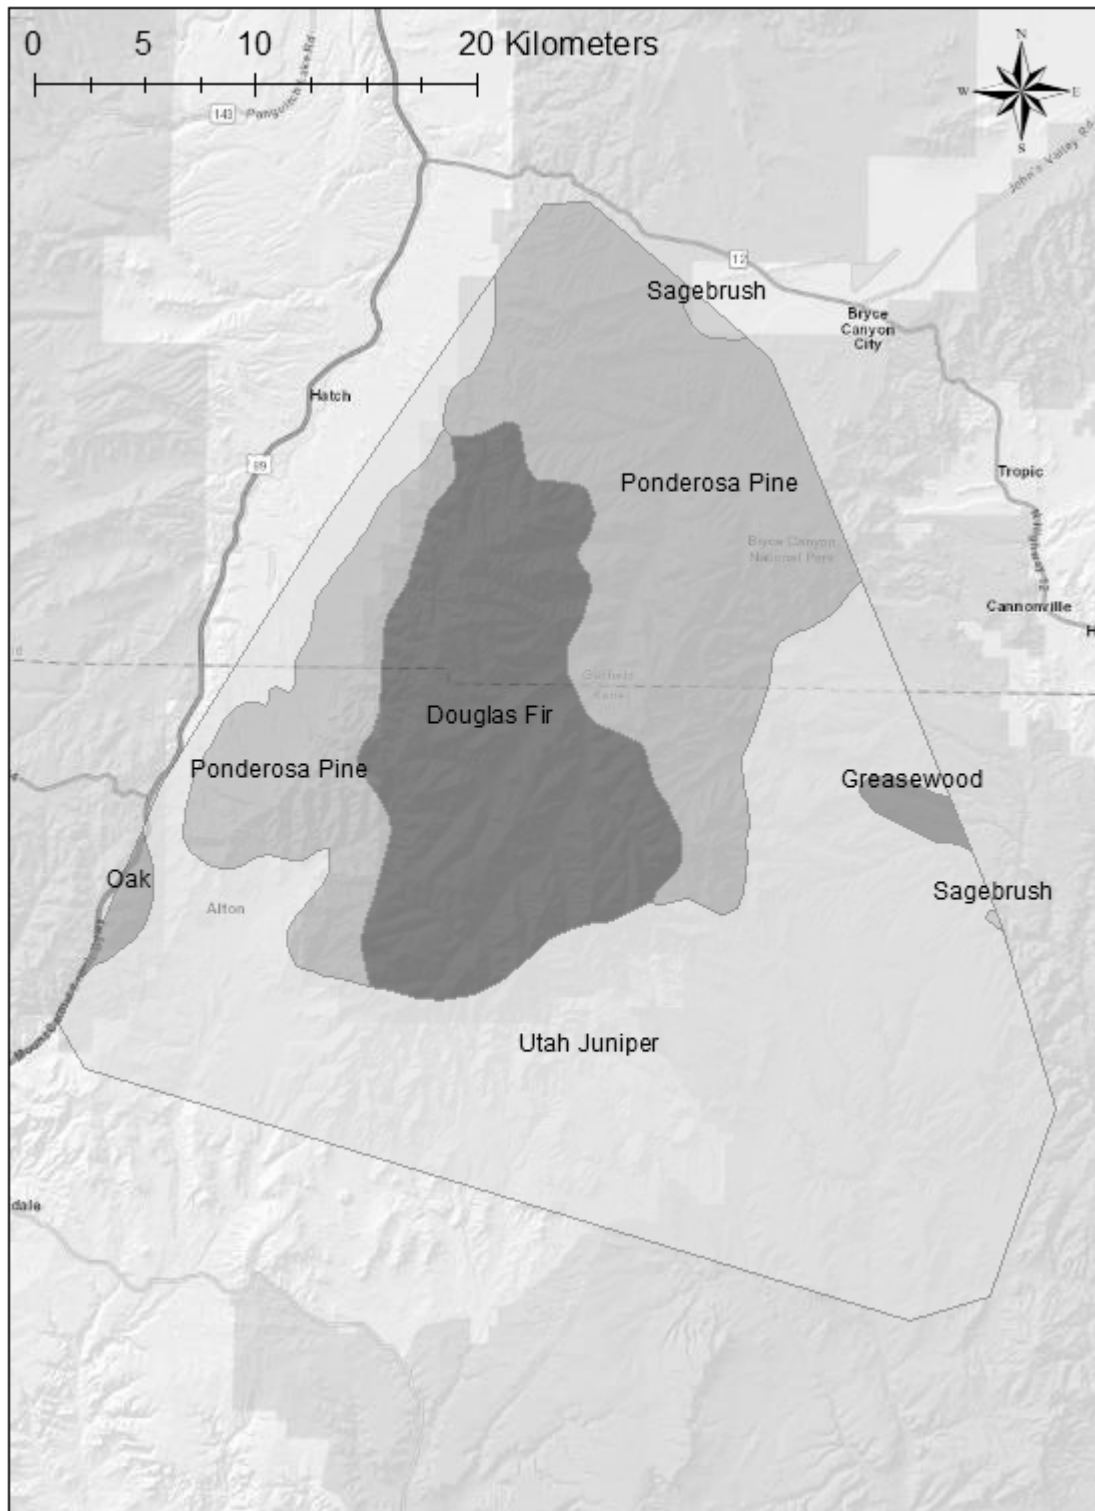 0 5 10 20 Kilometers
N
W E
S
143 Panguitch Lake Rd
John's Valley Rd
12
Sagebrush
Bryce
Canyon
City
Hatch
89
Tropic
Ponderosa Pine
Bryce Canyon
National Park
N Highway 12
Cannonville
H
Garfield
Kane
Douglas Fir
Ponderosa Pine
Greasewood
Oak
Sagebrush
Alton
Utah Juniper
dale